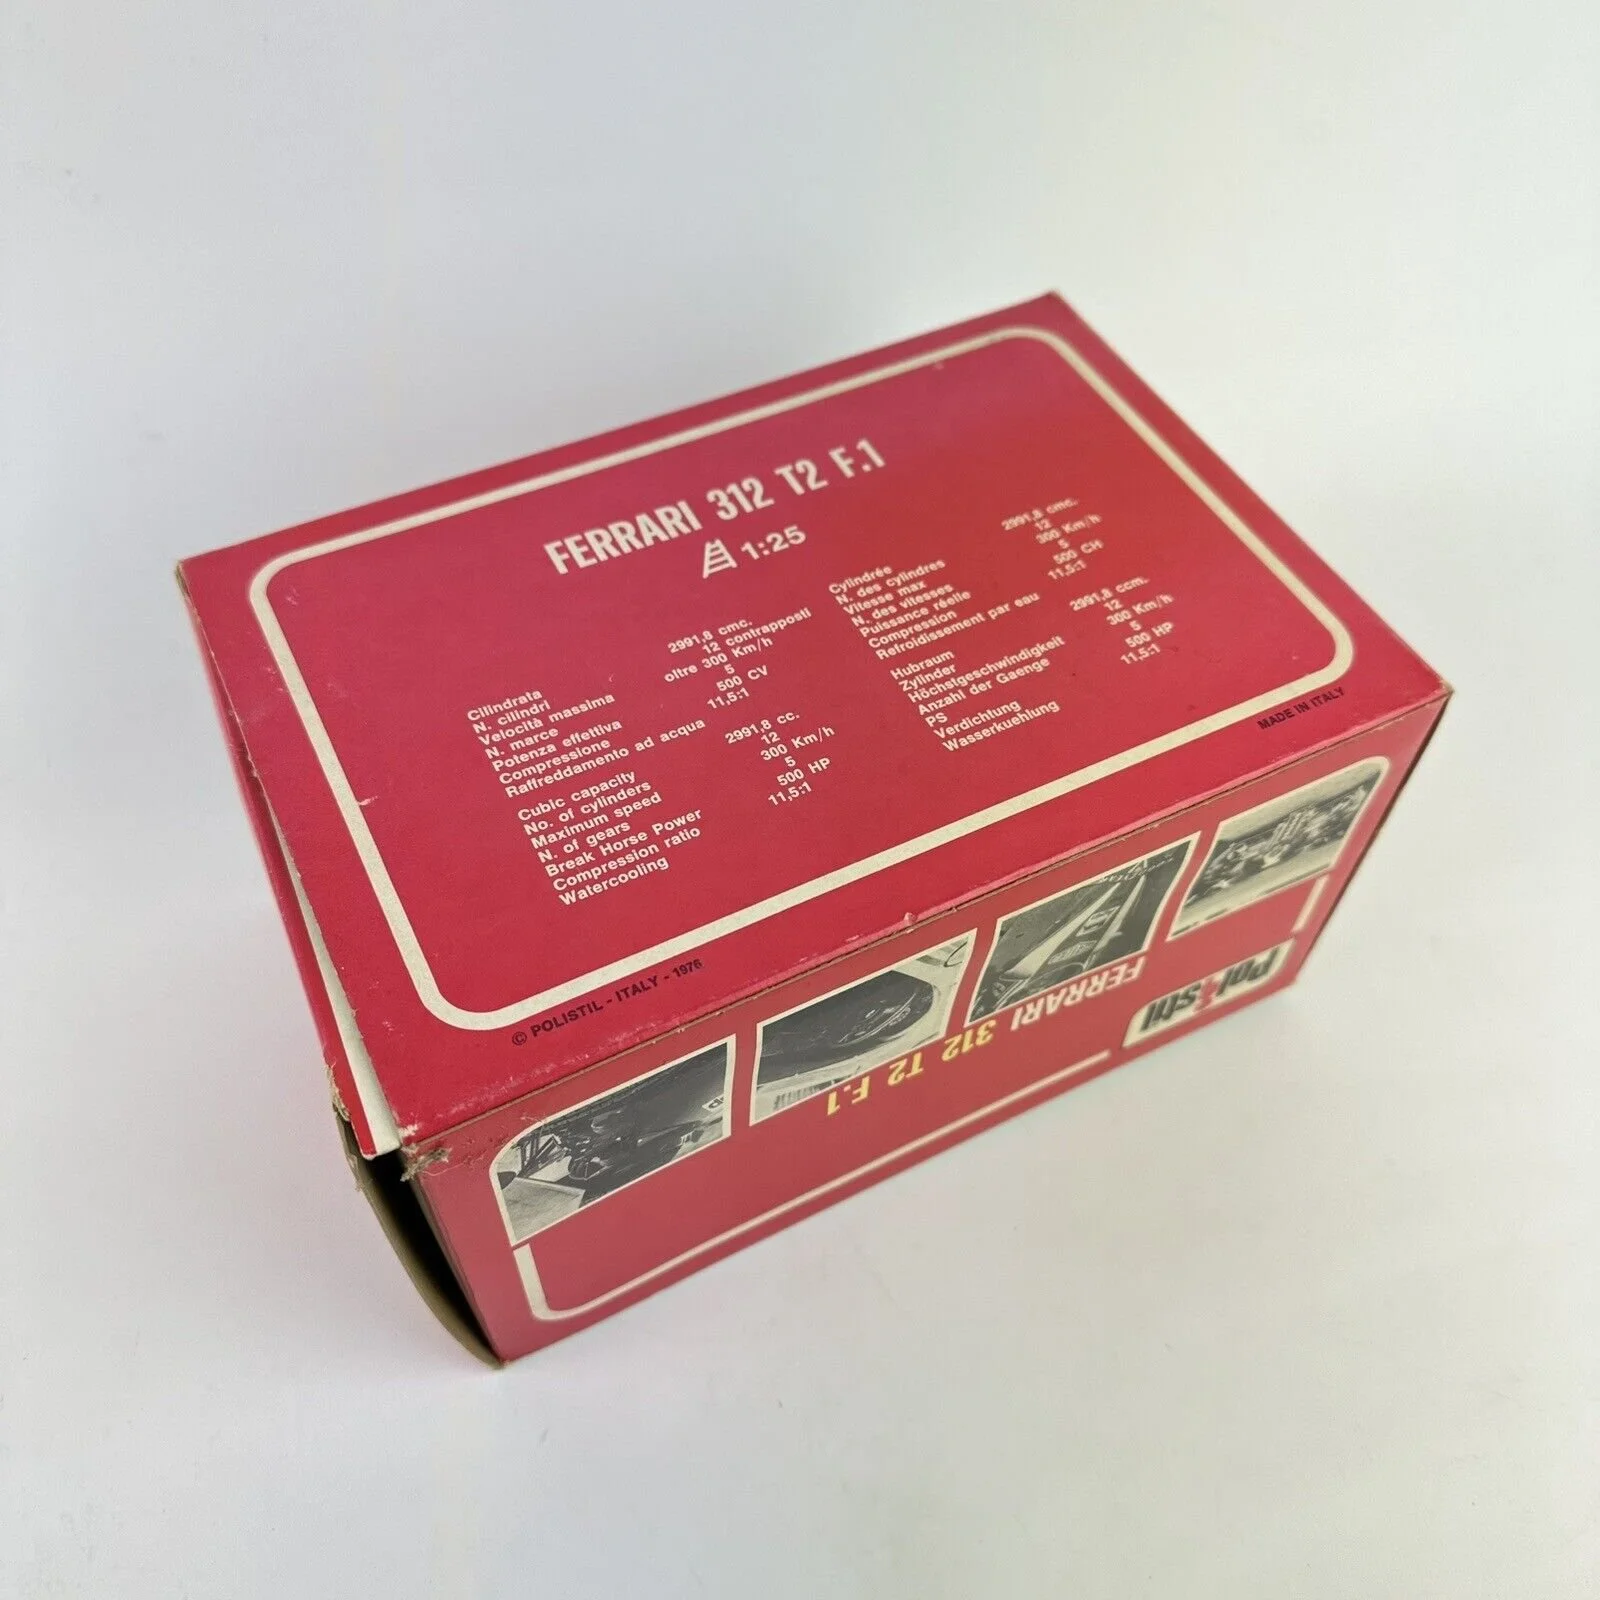 FERRARI 312 T2 F.1
1:25
Cilindrata 2991,8 cmc.
N. cilindri 12 contrapposti
Velocità massima oltre 300 Km/h
N. marce 5
Potenza effettiva 500 CV
Compressione 11,5:1
Raffreddamento ad acqua
Cubic capacity 2991,8 cc.
No. of cylinders 12
Maximum speed 300 Km/h
N. of gears 5
Break Horse Power 500 HP
Compression ratio 11,5:1
Watercooling
Cylindrée 2991,8 cmc.
N. des cylindres 12
Vitesse max 300 Km/h
N. des vitesses 5
Puissance réelle 500 CH
Compression 11,5:1
Refroidissement par eau
Hubraum 2991,8 ccm.
Zylinder 12
Höchstgeschwindigkeit 300 Km/h
Anzahl der Gaenge 5
PS 500 HP
Verdichtung 11,5:1
Wasserkuehlung
© POLISTIL - ITALY - 1976
MADE IN ITALY
Polistil
FERRARI 312 T2 F.1